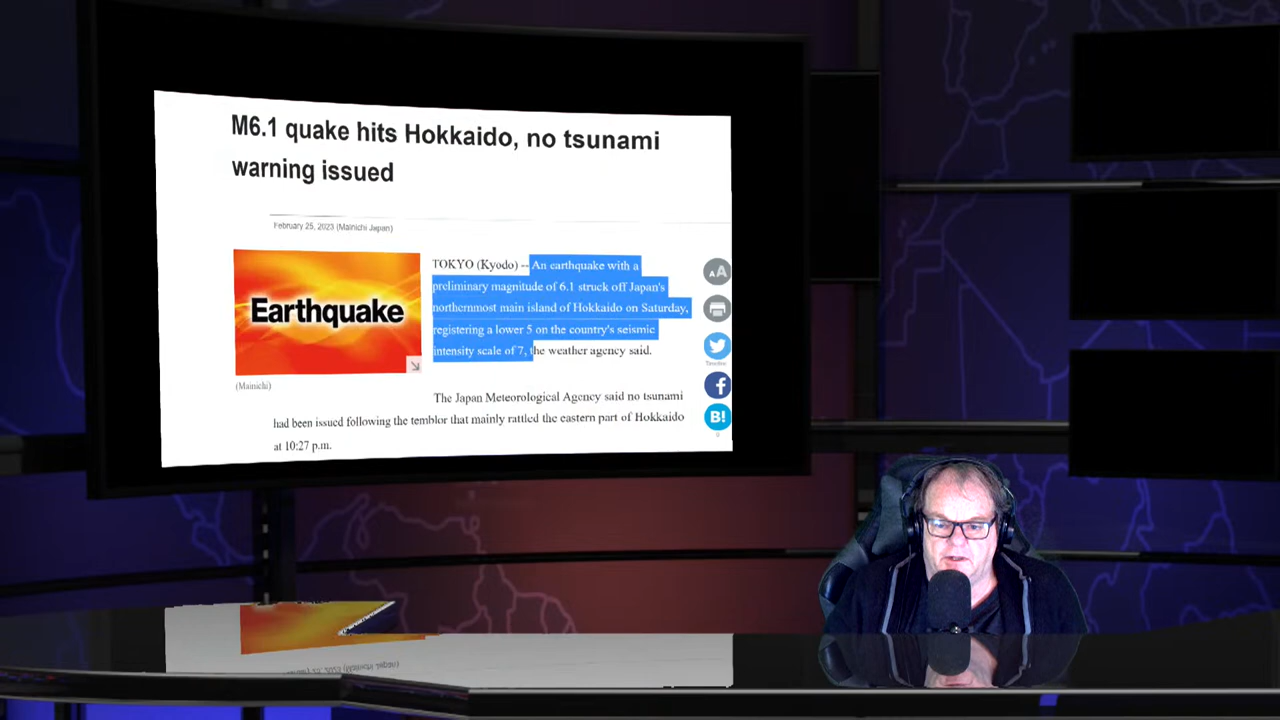 M6.1 quake hits Hokkaido, no tsunami
warning issued
February 25, 2023 (Mainichi Japan)
Earthquake
(Mainichi)
TOKYO (Kyodo) -- An earthquake with a
preliminary magnitude of 6.1 struck off Japan's
northernmost main island of Hokkaido on Saturday,
registering a lower 5 on the country's seismic
intensity scale of 7, the weather agency said.
The Japan Meteorological Agency said no tsunami
had been issued following the temblor that mainly rattled the eastern part of Hokkaido
at 10:27 p.m.
AA
B!